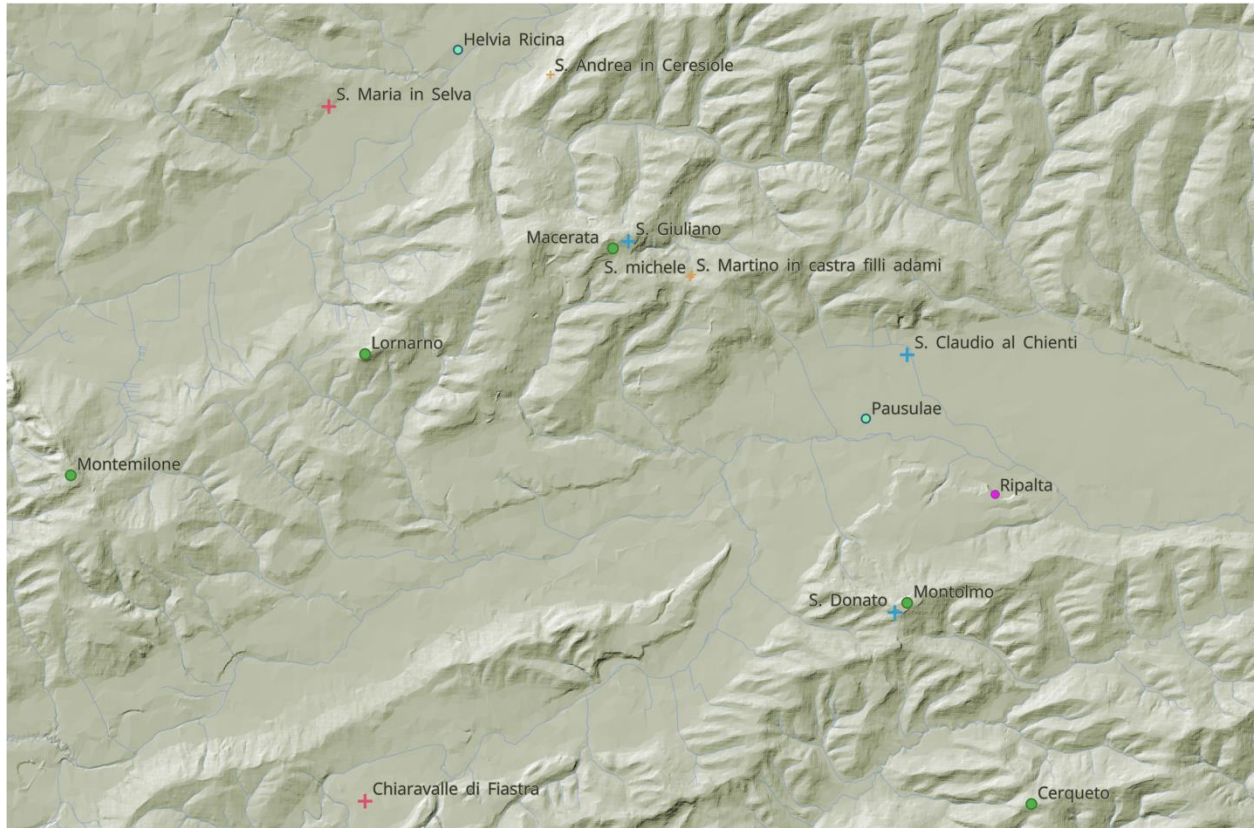 Helvia Ricina
S. Andrea in Ceresiole
S. Maria in Selva
S. Giuliano
Macerata
S. michele
S. Martino in castra filli adami
r
S. Claudio al Chienti
Lornarno
Pausulae
Montemilone
Ripalta
Montolmo
S. Donato
Chiaravalle di Fiastra
Cerqueto